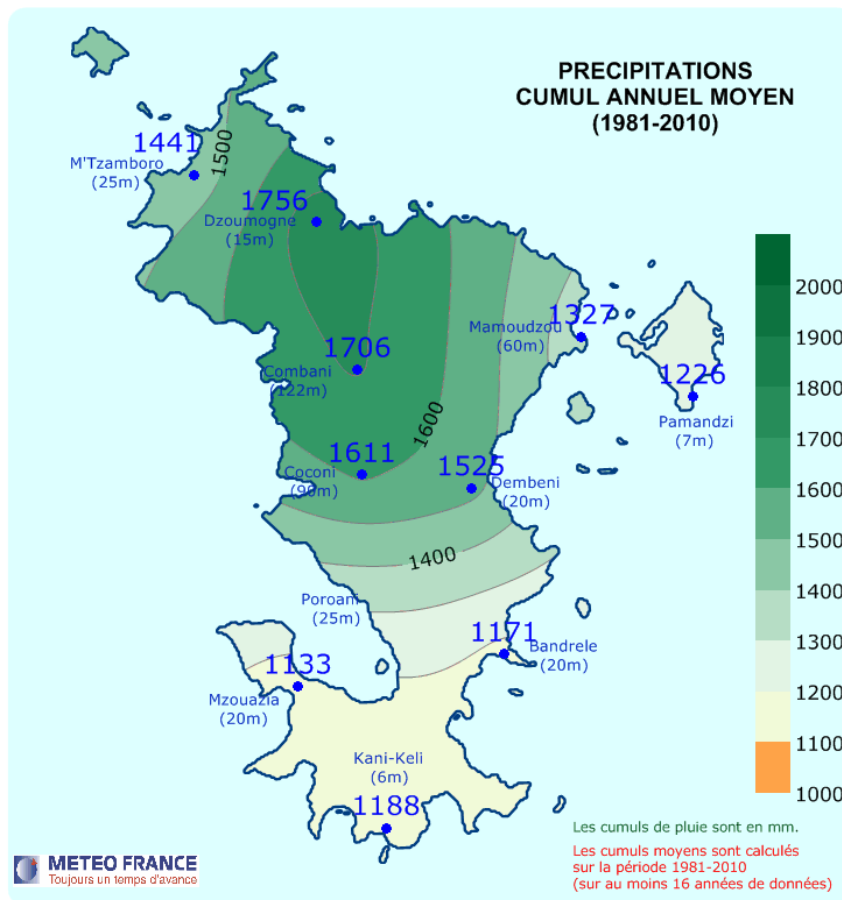 PRECIPITATIONS
CUMUL ANNUEL MOYEN
(1981-2010)
1441
M'Tzamboro
(25m)
1500
1756
Dzoumogne
(15m)
2000
1900
1800
1700
1600
1500
1400
1300
1200
1100
1000
1327
Mamoudzou
(60m)
1706
Combani
(122m)
1226
Pamandzi
(7m)
1600
1611
Coconi
(90m)
1525
Dembeni
(20m)
1400
Poroani
(25m)
1171
Bandrele
(20m)
1133
Mzouazia
(20m)
Kani-Keli
(6m)
1188
Les cumuls de pluie sont en mm.
Les cumuls moyens sont calculés
sur la période 1981-2010
(sur au moins 16 années de données)
METEO FRANCE
Toujours un temps d'avance